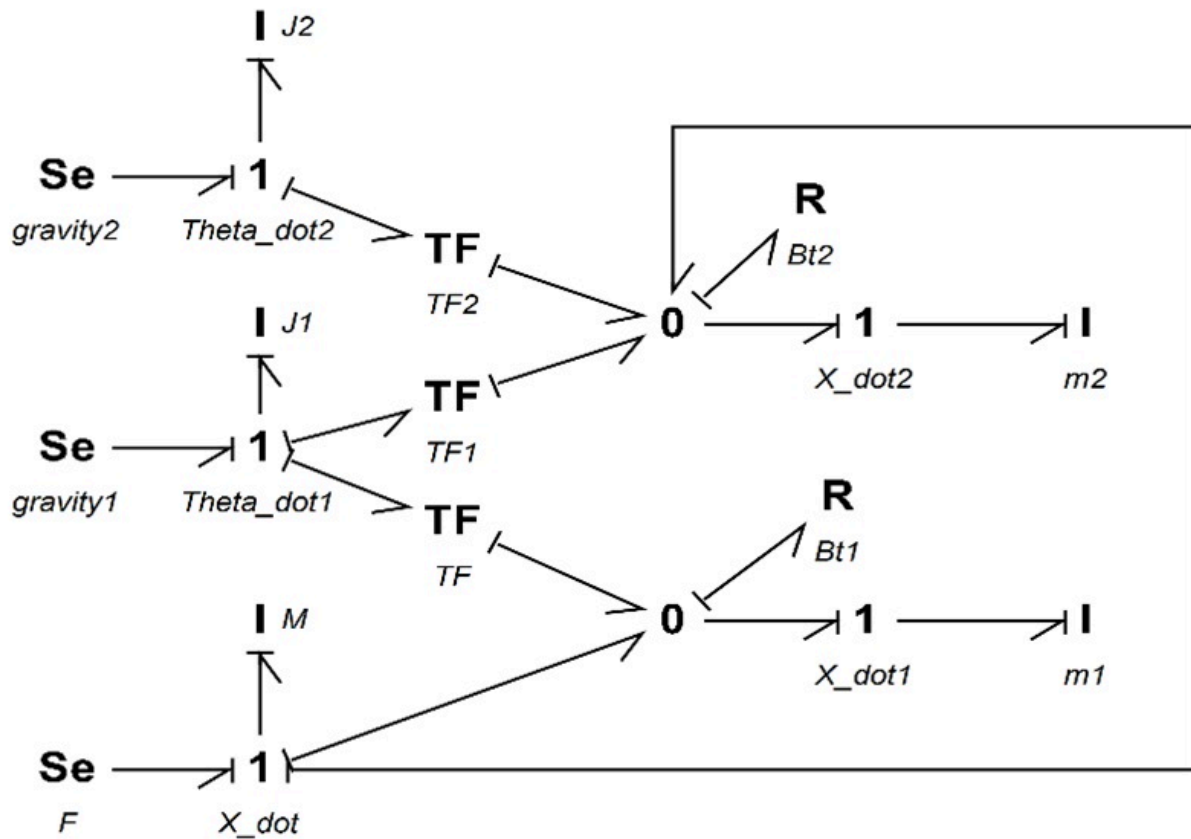 I J2
Se 1 R
gravity2 Theta_dot2 Bt2
TF
TF2
I J1 0 1 I
X_dot2 m2
TF
TF1
Se 1
gravity1 Theta_dot1
R
Bt1
TF
TF
I M 0 1 I
X_dot1 m1
Se 1
F X_dot